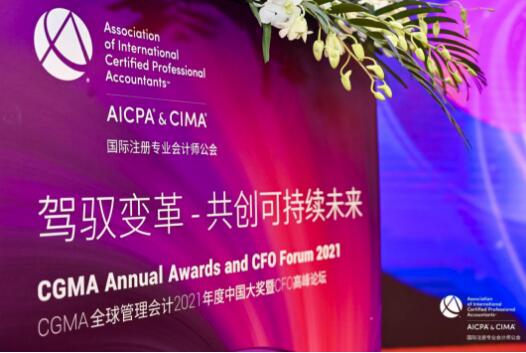 Association
of International
Certified Professional
Accountants™
AICPA® & CIMA®
国际注册专业会计师公会
驾驭变革 - 共创可持续未来
CGMA Annual Awards and CFO Forum 2021
CGMA全球管理会计2021年度中国大奖暨CFO高峰论坛
Association
of International
Certified Professional
Accountants™
AICPA® & CIMA®
国际注册专业会计师公会